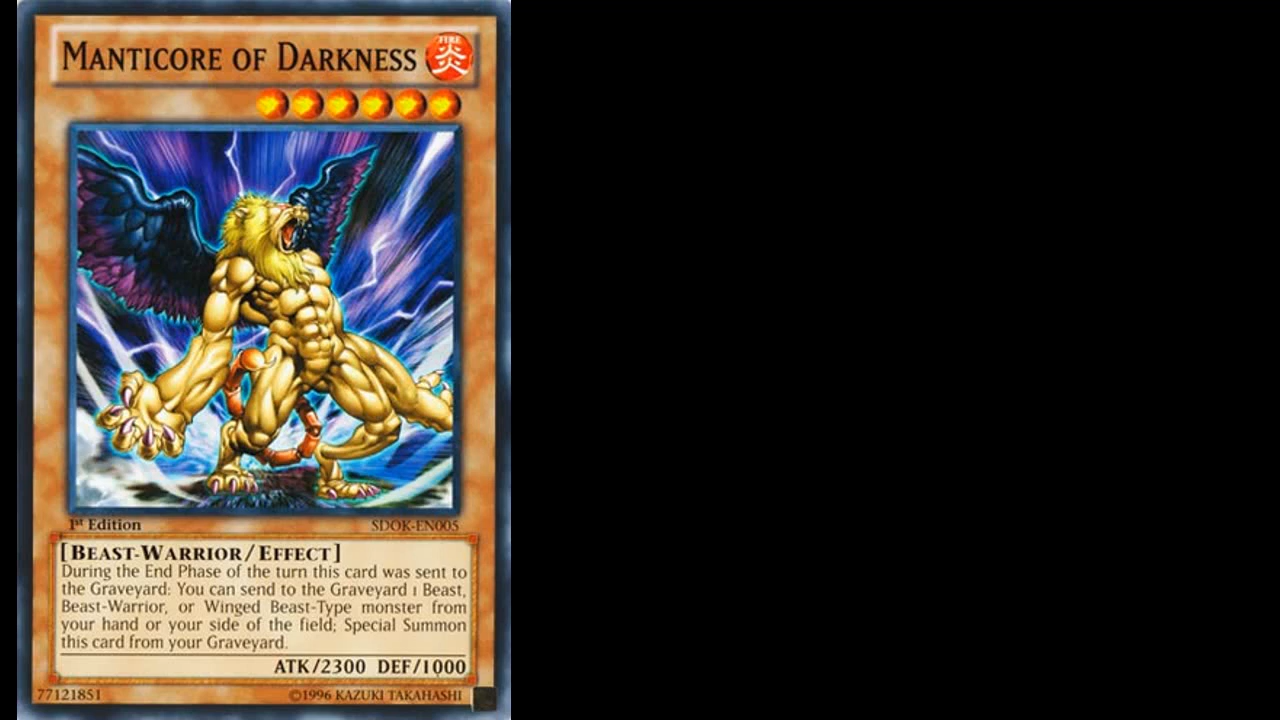 MANTICORE OF DARKNESS
FIRE
炎
1st Edition
SDOK-EN005
[BEAST-WARRIOR/EFFECT]
During the End Phase of the turn this card was sent to
the Graveyard: You can send to the Graveyard 1 Beast,
Beast-Warrior, or Winged Beast-Type monster from
your hand or your side of the field; Special Summon
this card from your Graveyard.
ATK/2300 DEF/1000
77121851
©1996 KAZUKI TAKAHASHI